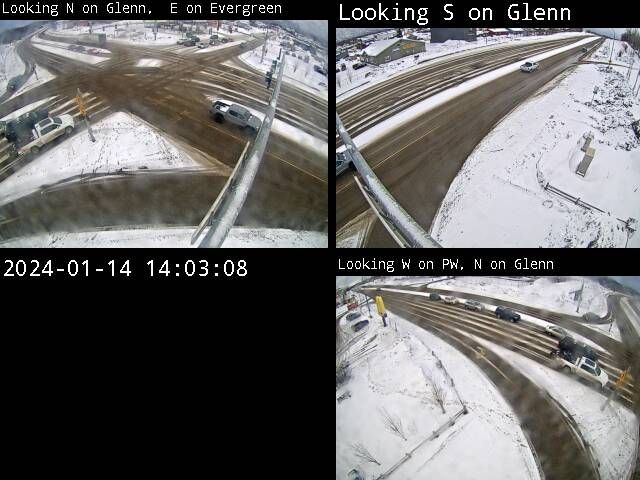 Looking N on Glenn, E on Evergreen
Looking S on Glenn
2024-01-14 14:03:08
Looking W on PW, N on Glenn